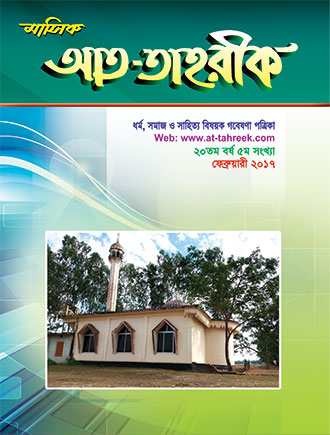 মাসিক
আত-তাহরীক
ধর্ম, সমাজ ও সাহিত্য বিষয়ক গবেষণা পত্রিকা
Web: www.at-tahreek.com
২০তম বর্ষ ৫ম সংখ্যা
ফেব্রুয়ারী ২০১৭